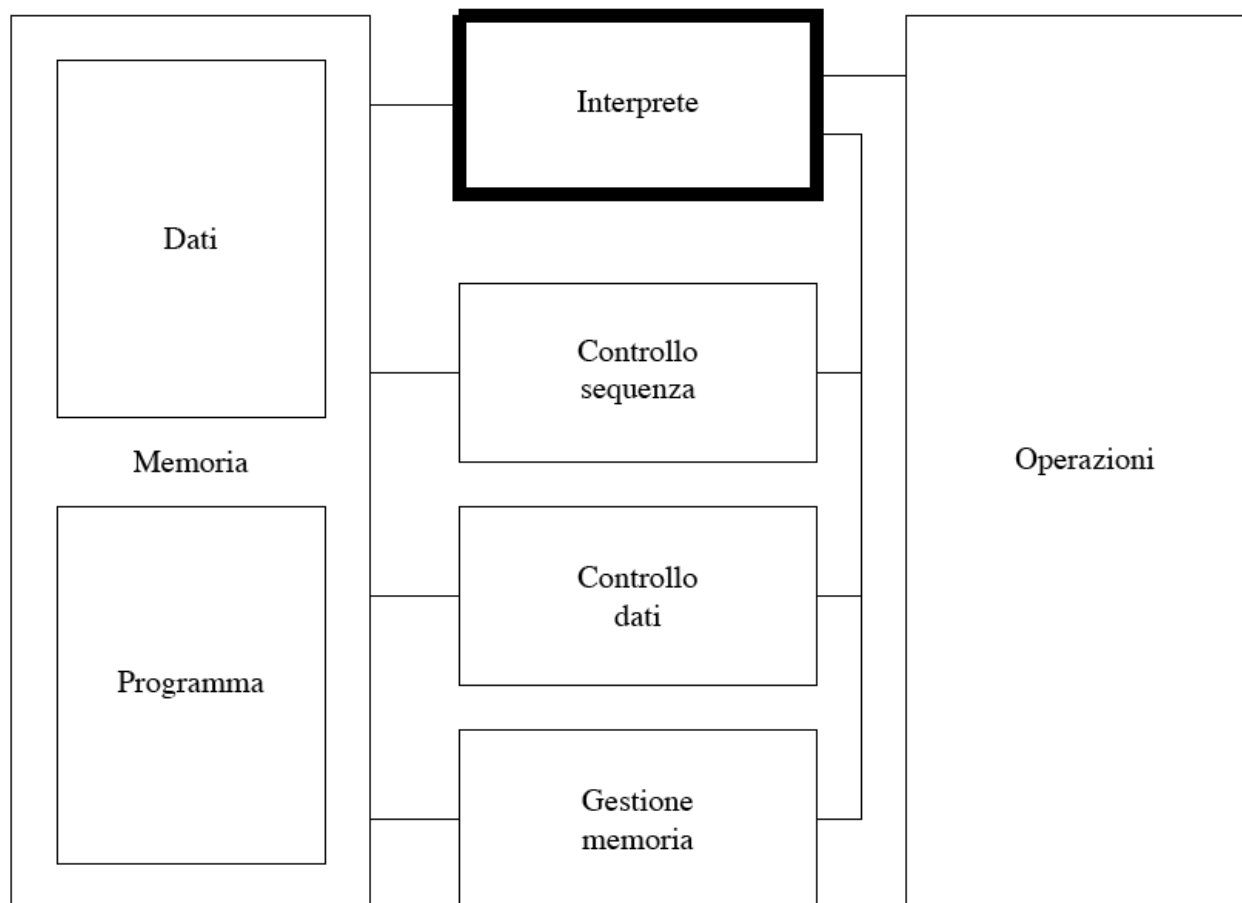 Interprete
Dati
Controllo
sequenza
Memoria
Operazioni
Controllo
dati
Programma
Gestione
memoria